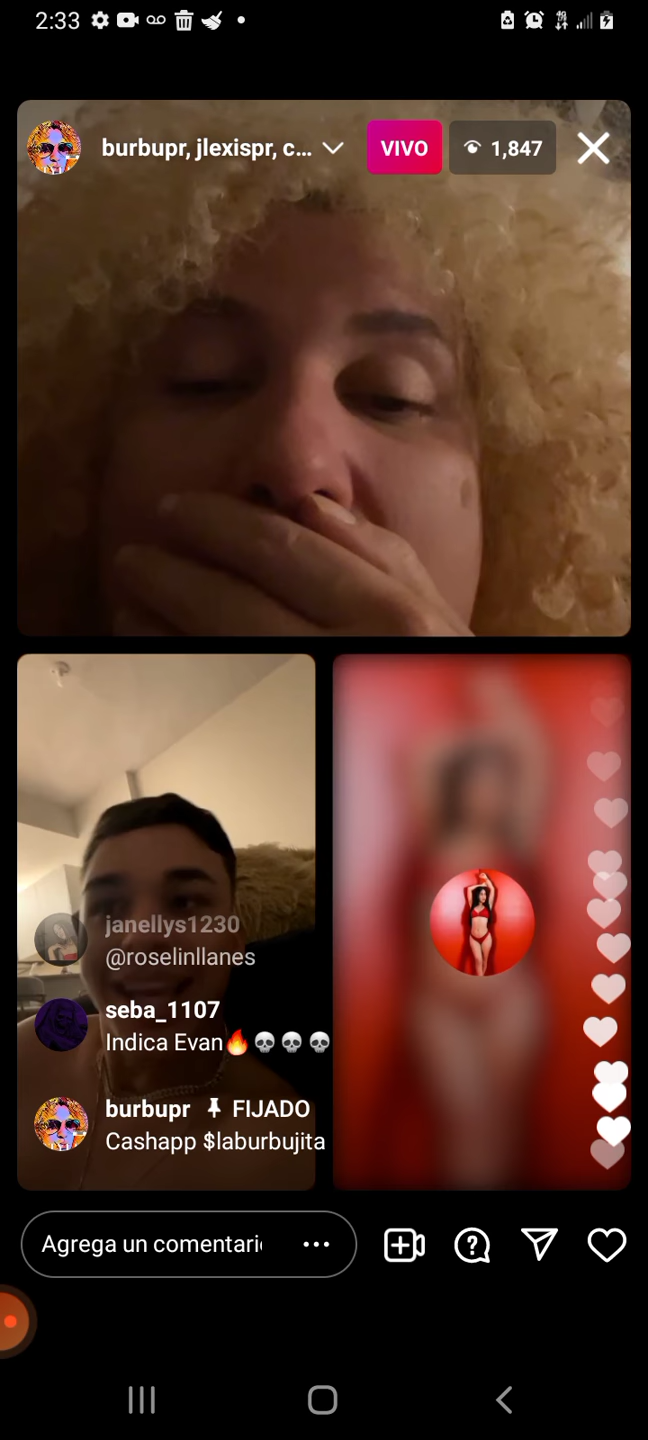 2:33
burbupr, jlexispr, c...
VIVO
1,847
janellys1230
@roselinllanes
seba_1107
Indica Evan🔥💀💀💀
burbupr 📌 FIJADO
Cashapp $laburbujita
Agrega un comentari